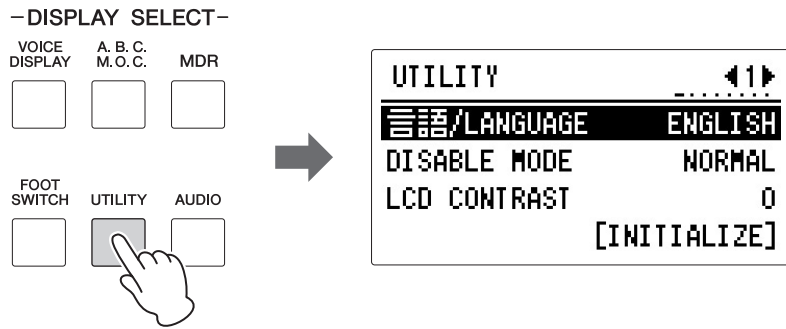 -DISPLAY SELECT-
VOICE DISPLAY
A. B. C. M. O. C.
MDR
FOOT SWITCH
UTILITY
AUDIO
UTILITY
1
言語/LANGUAGE ENGLISH
DISABLE MODE NORMAL
LCD CONTRAST 0
[INITIALIZE]